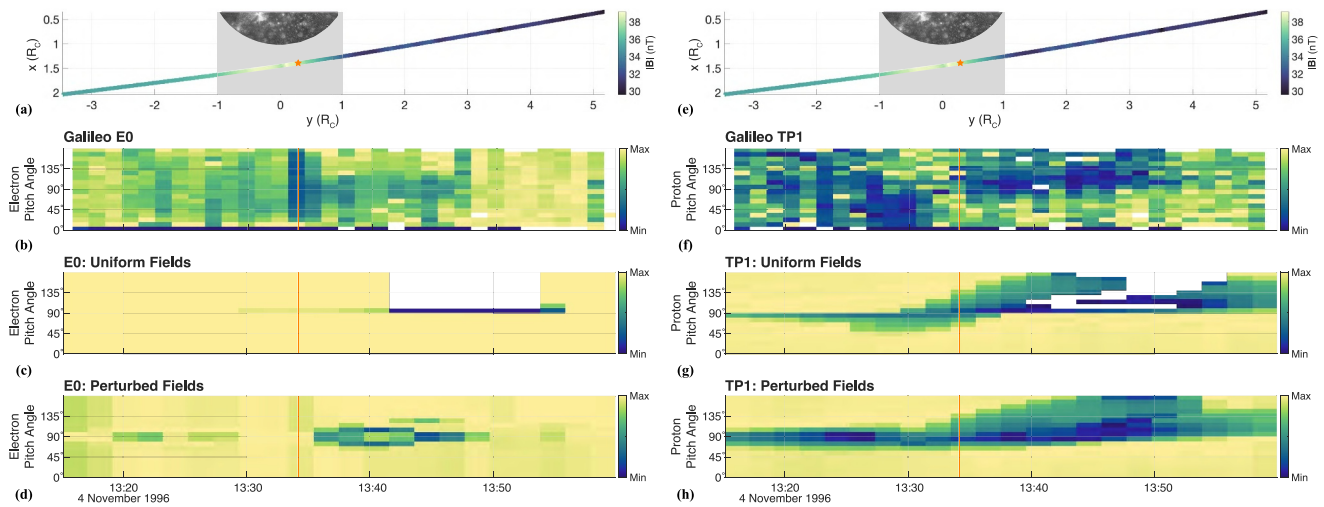 0.5
1
1.5
2
x (R_C)
-3 -2 -1 0 1 2 3 4 5
y (R_C)
38
36
34
32
30
|B| (nT)
(a)
Galileo E0
135°
90°
45°
0°
Electron
Pitch Angle
Max
Min
(b)
E0: Uniform Fields
135°
90°
45°
0°
Electron
Pitch Angle
Max
Min
(c)
E0: Perturbed Fields
135°
90°
45°
0°
Electron
Pitch Angle
Max
Min
(d)
13:20 13:30 13:40 13:50
4 November 1996
0.5
1
1.5
2
x (R_C)
-3 -2 -1 0 1 2 3 4 5
y (R_C)
38
36
34
32
30
|B| (nT)
(e)
Galileo TP1
135°
90°
45°
0°
Proton
Pitch Angle
Max
Min
(f)
TP1: Uniform Fields
135°
90°
45°
0°
Proton
Pitch Angle
Max
Min
(g)
TP1: Perturbed Fields
135°
90°
45°
0°
Proton
Pitch Angle
Max
Min
(h)
13:20 13:30 13:40 13:50
4 November 1996